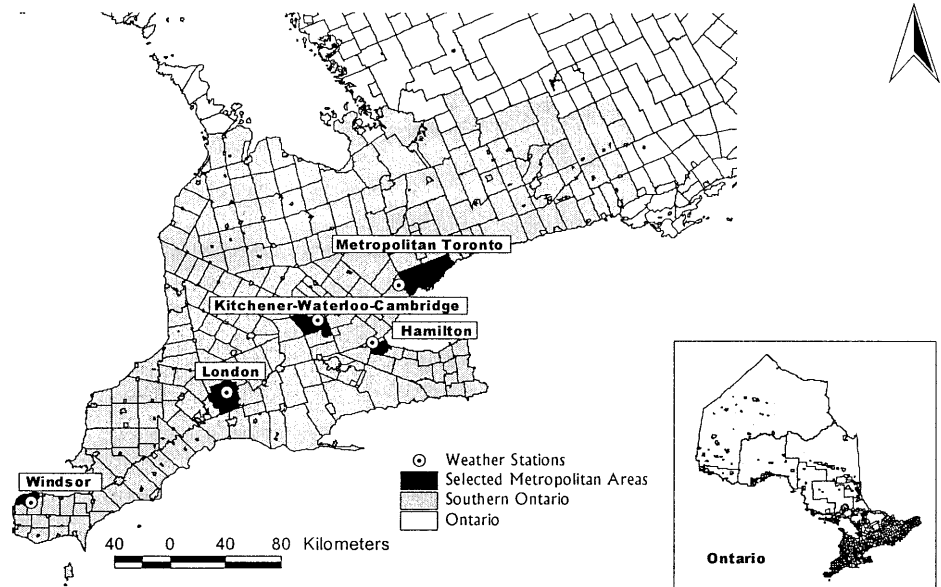 Metropolitan Toronto
Kitchener-Waterloo-Cambridge
Hamilton
London
Windsor
Weather Stations
Selected Metropolitan Areas
Southern Ontario
Ontario
40 0 40 80 Kilometers
Ontario